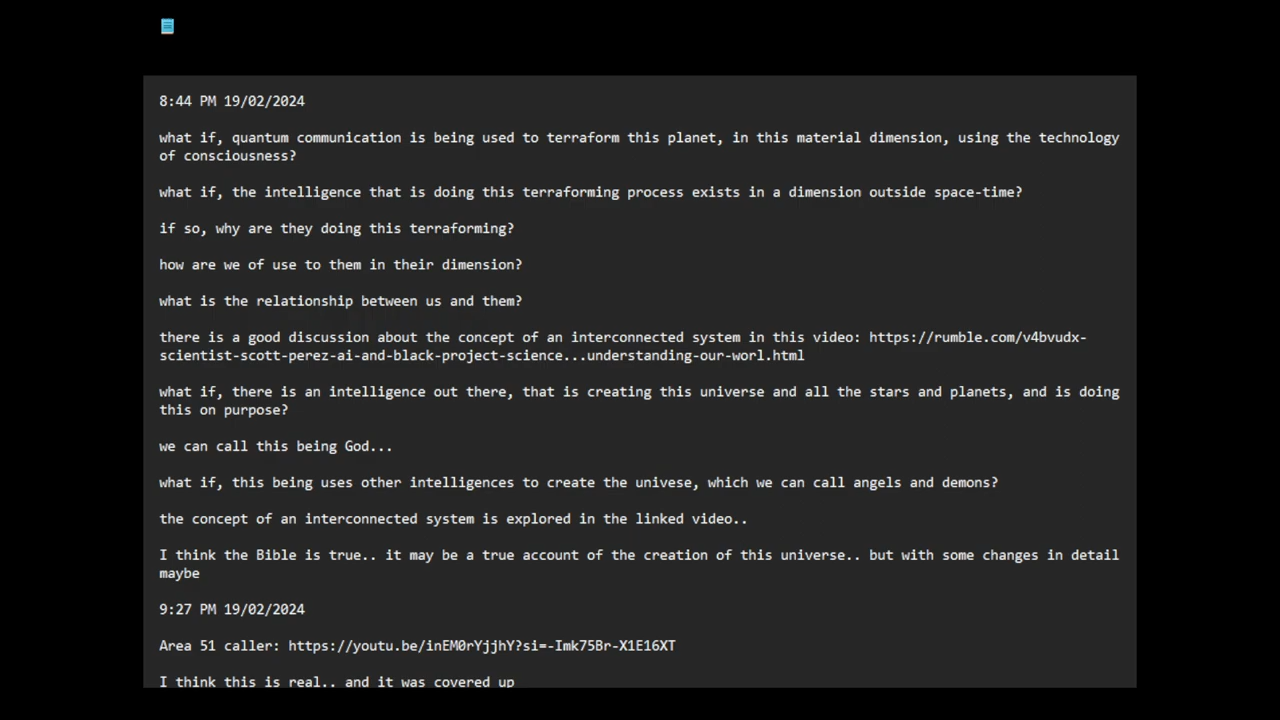 8:44 PM 19/02/2024
what if, quantum communication is being used to terraform this planet, in this material dimension, using the technology
of consciousness?
what if, the intelligence that is doing this terraforming process exists in a dimension outside space-time?
if so, why are they doing this terraforming?
how are we of use to them in their dimension?
what is the relationship between us and them?
there is a good discussion about the concept of an interconnected system in this video: https://rumble.com/v4bvudx-
scientist-scott-perez-ai-and-black-project-science...understanding-our-worl.html
what if, there is an intelligence out there, that is creating this universe and all the stars and planets, and is doing
this on purpose?
we can call this being God...
what if, this being uses other intelligences to create the univese, which we can call angels and demons?
the concept of an interconnected system is explored in the linked video..
I think the Bible is true.. it may be a true account of the creation of this universe.. but with some changes in detail
maybe
9:27 PM 19/02/2024
Area 51 caller: https://youtu.be/inEM0rYjjhY?si=-Imk75Br-X1E16XT
I think this is real.. and it was covered up